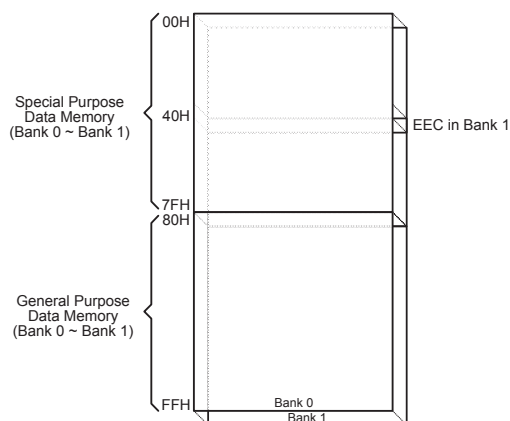 00H
Special Purpose
Data Memory
(Bank 0 ~ Bank 1)
40H
EEC in Bank 1
7FH
80H
General Purpose
Data Memory
(Bank 0 ~ Bank 1)
FFH
Bank 0
Bank 1